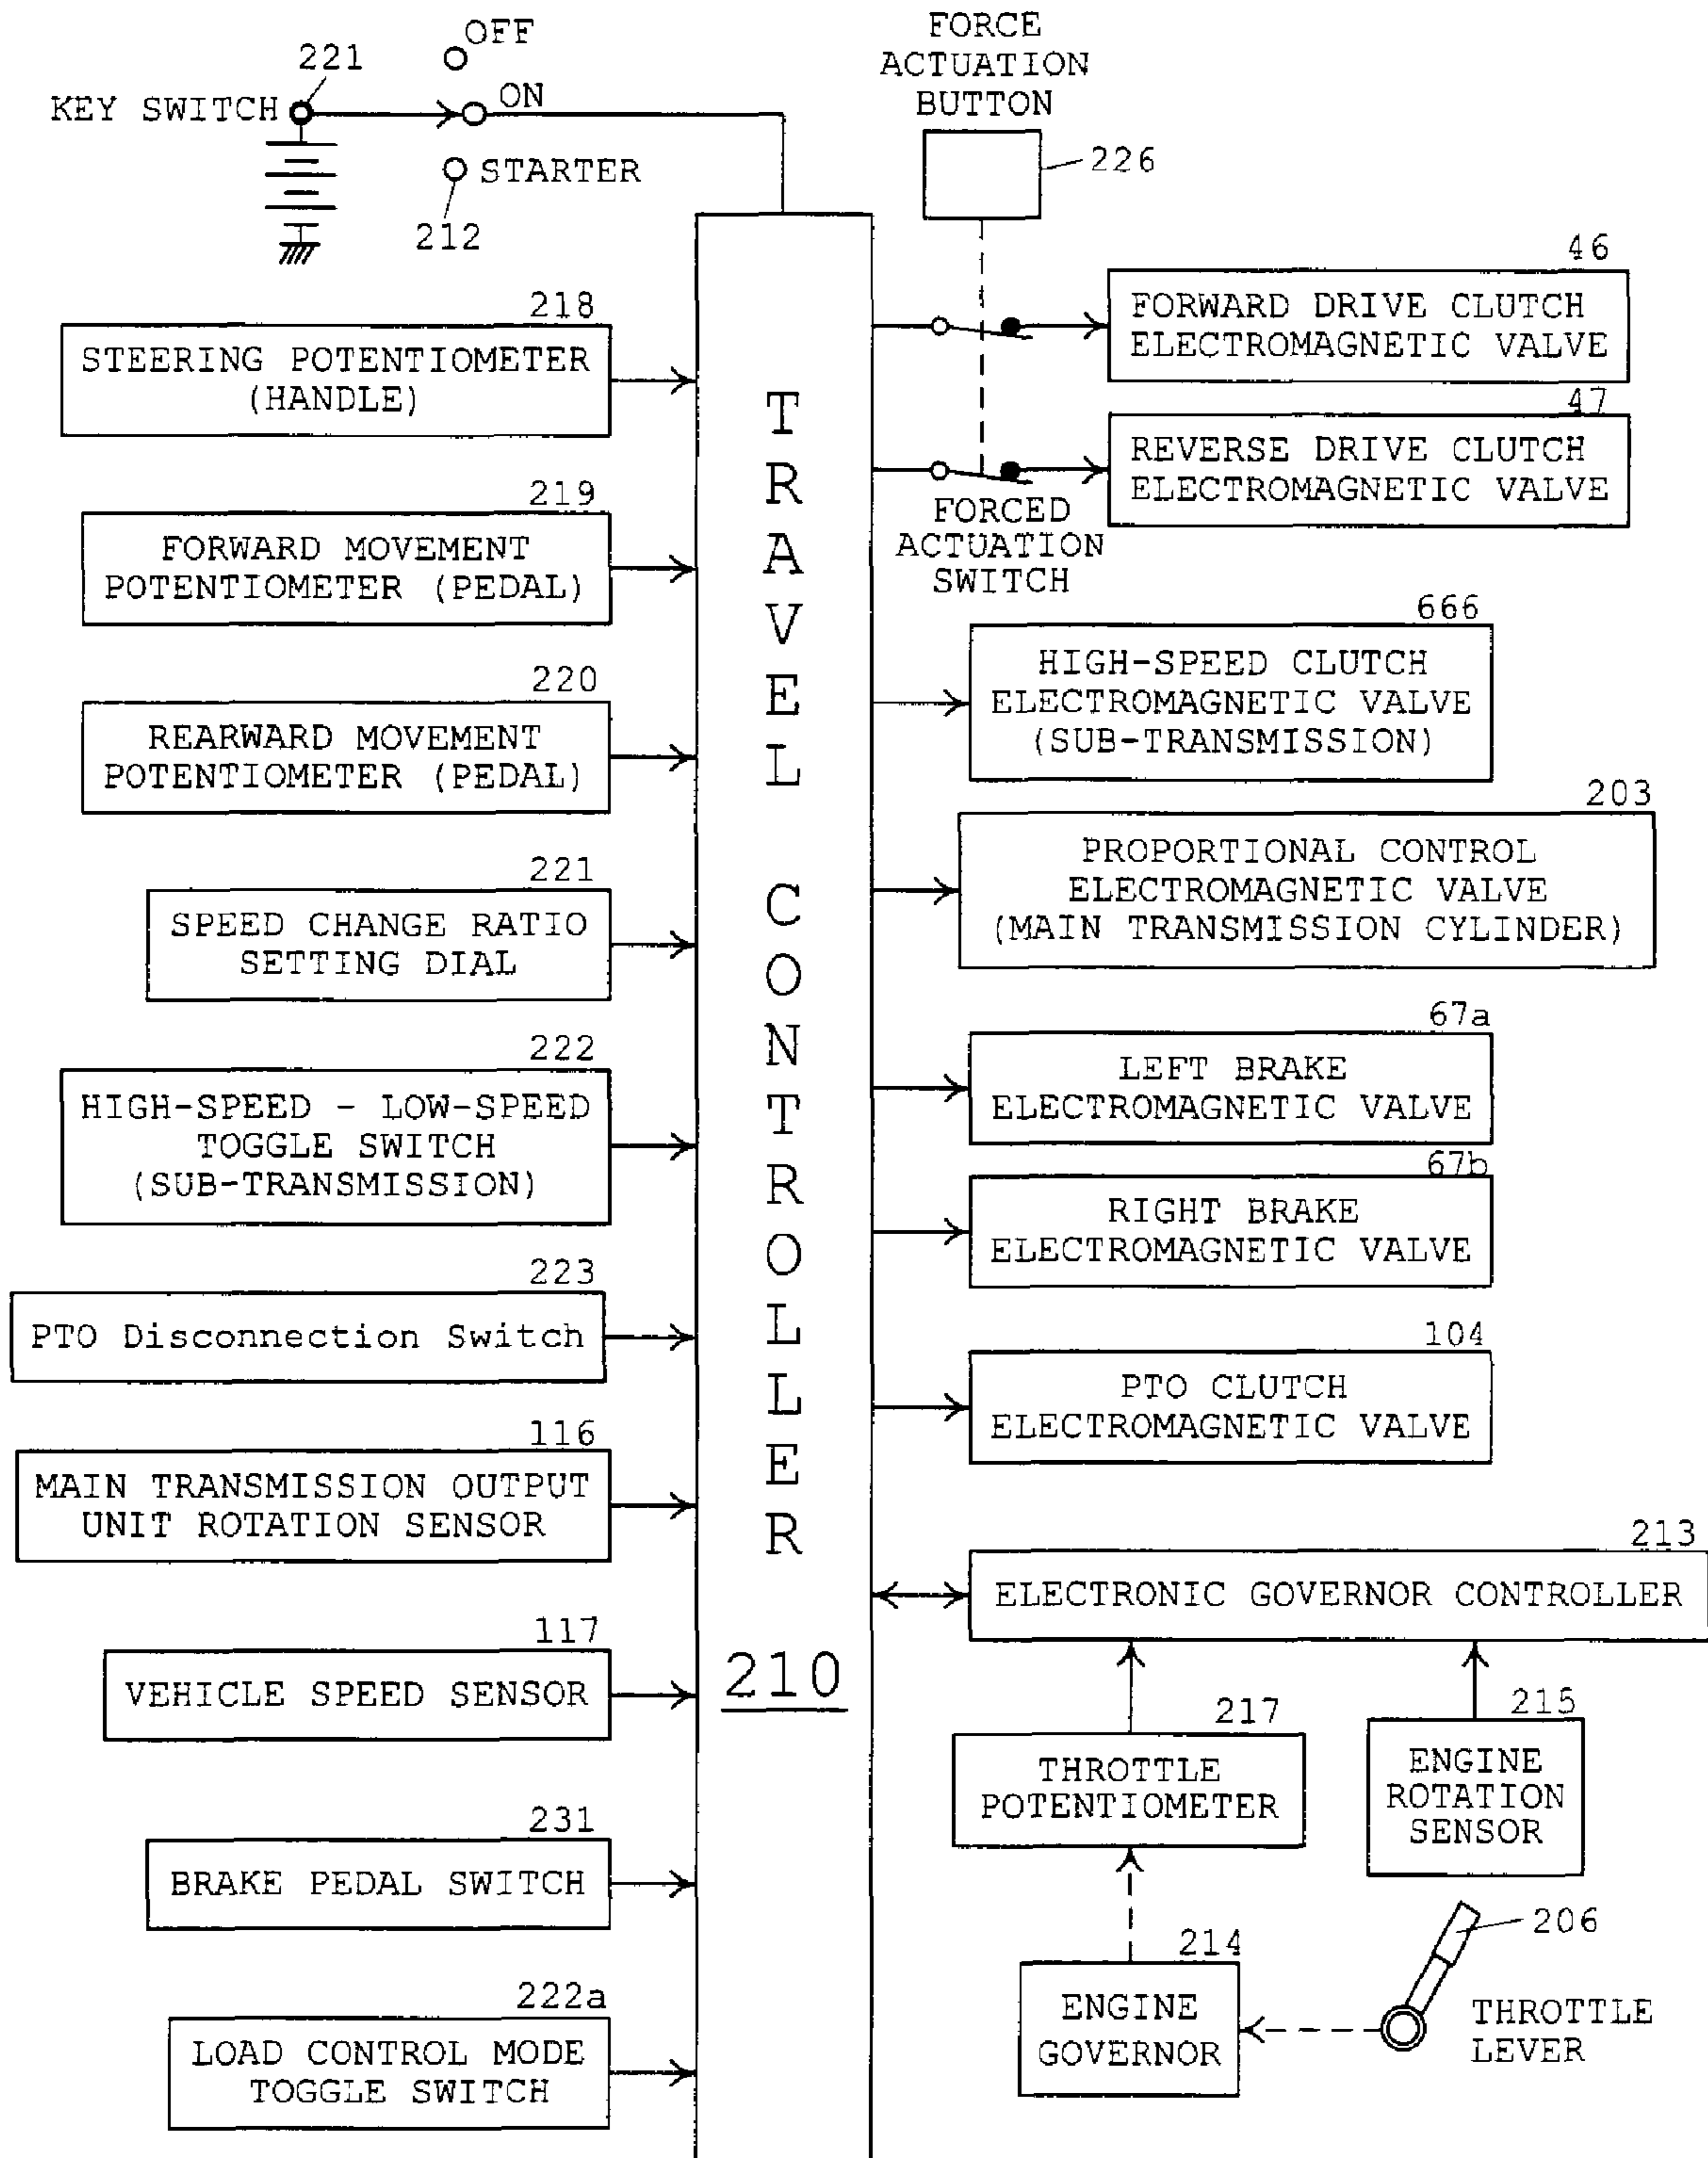 OFF
221
KEY SWITCH
ON
STARTER
212
FORCE
ACTUATION
BUTTON
226
218
STEERING POTENTIOMETER
(HANDLE)
219
FORWARD MOVEMENT
POTENTIOMETER (PEDAL)
220
REARWARD MOVEMENT
POTENTIOMETER (PEDAL)
221
SPEED CHANGE RATIO
SETTING DIAL
222
HIGH-SPEED - LOW-SPEED
TOGGLE SWITCH
(SUB-TRANSMISSION)
223
PTO Disconnection Switch
116
MAIN TRANSMISSION OUTPUT
UNIT ROTATION SENSOR
117
VEHICLE SPEED SENSOR
231
BRAKE PEDAL SWITCH
222a
LOAD CONTROL MODE
TOGGLE SWITCH
TRAVEL CONTROLLER
210
46
FORWARD DRIVE CLUTCH
ELECTROMAGNETIC VALVE
47
REVERSE DRIVE CLUTCH
ELECTROMAGNETIC VALVE
FORCED
ACTUATION
SWITCH
666
HIGH-SPEED CLUTCH
ELECTROMAGNETIC VALVE
(SUB-TRANSMISSION)
203
PROPORTIONAL CONTROL
ELECTROMAGNETIC VALVE
(MAIN TRANSMISSION CYLINDER)
67a
LEFT BRAKE
ELECTROMAGNETIC VALVE
67b
RIGHT BRAKE
ELECTROMAGNETIC VALVE
104
PTO CLUTCH
ELECTROMAGNETIC VALVE
213
ELECTRONIC GOVERNOR CONTROLLER
217
THROTTLE
POTENTIOMETER
215
ENGINE
ROTATION
SENSOR
214
ENGINE
GOVERNOR
206
THROTTLE
LEVER